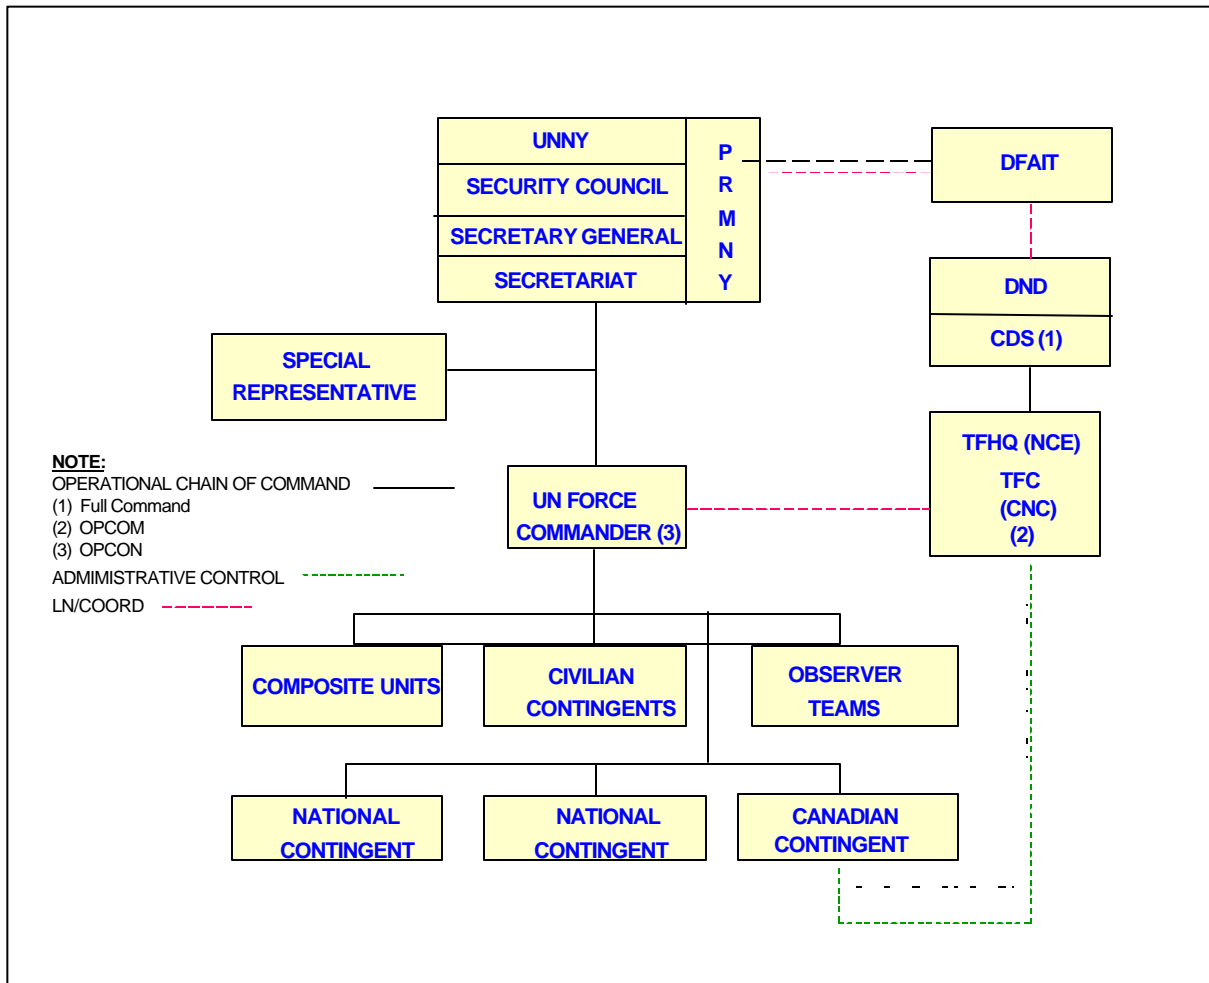 UNNY
SECURITY COUNCIL
SECRETARY GENERAL
SECRETARIAT
P
R
M
N
Y
DFAIT
DND
CDS (1)
SPECIAL
REPRESENTATIVE
TFHQ (NCE)
TFC
(CNC)
(2)
NOTE:
OPERATIONAL CHAIN OF COMMAND
(1) Full Command
(2) OPCOM
(3) OPCON
ADMIMISTRATIVE CONTROL
LN/COORD
UN FORCE
COMMANDER (3)
COMPOSITE UNITS
CIVILIAN
CONTINGENTS
OBSERVER
TEAMS
NATIONAL
CONTINGENT
NATIONAL
CONTINGENT
CANADIAN
CONTINGENT